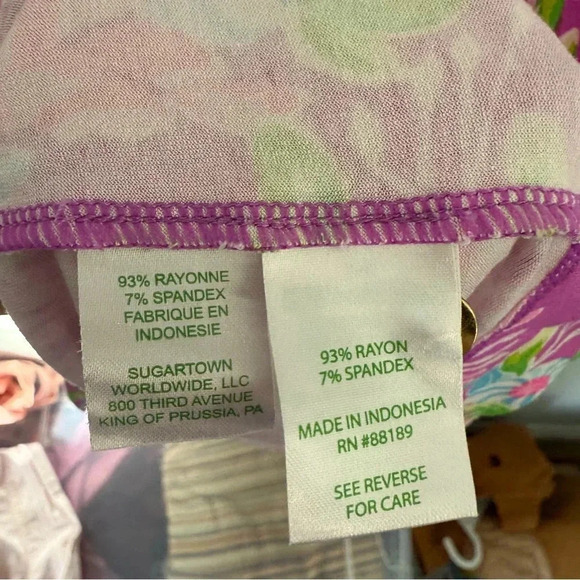 93% RAYONNE
7% SPANDEX
FABRIQUE EN
INDONESIE
SUGARTOWN
WORLDWIDE, LLC
800 THIRD AVENUE
KING OF PRUSSIA, PA
93% RAYON
7% SPANDEX
MADE IN INDONESIA
RN #88189
SEE REVERSE
FOR CARE